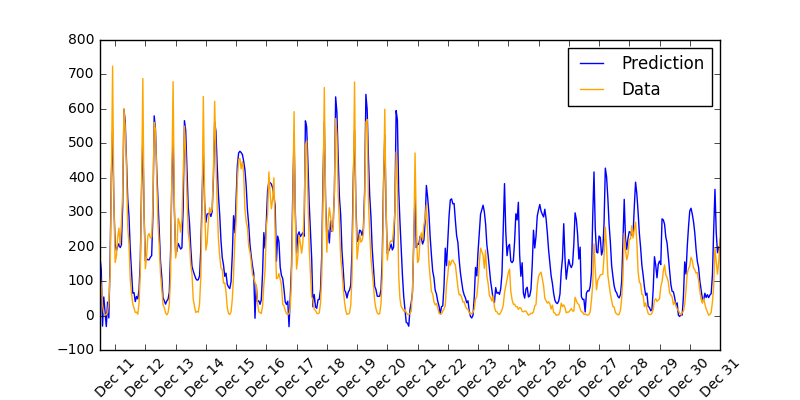 800
700
600
500
400
300
200
100
0
−100
Prediction
Data
Dec 11
Dec 12
Dec 13
Dec 14
Dec 15
Dec 16
Dec 17
Dec 18
Dec 19
Dec 20
Dec 21
Dec 22
Dec 23
Dec 24
Dec 25
Dec 26
Dec 27
Dec 28
Dec 29
Dec 30
Dec 31